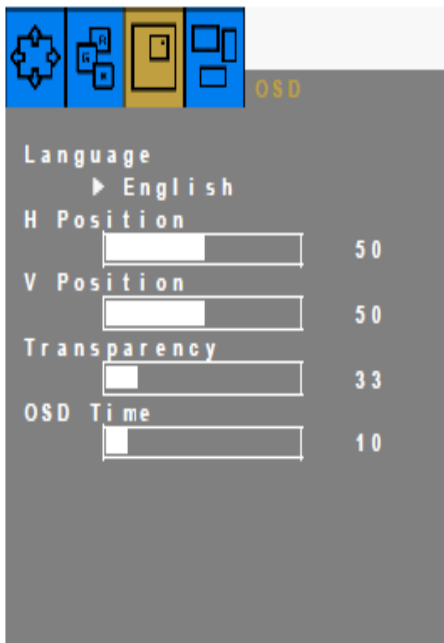 OSD
Language
English
H Position
50
V Position
50
Transparency
33
OSD Time
10